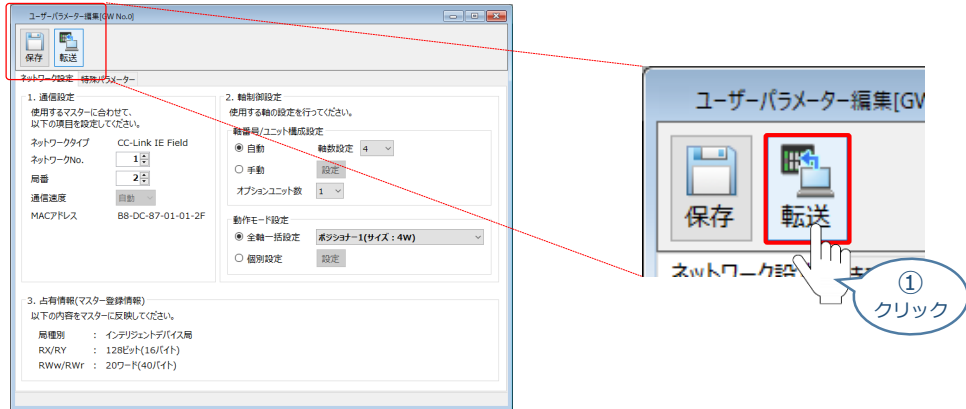 ユーザーパラメーター編集[GW No.0]
保存
転送
ネットワーク設定
特殊パラメーター
1. 通信設定
使用するマスターに合わせて、
以下の項目を設定してください。
ネットワークタイプ CC-Link IE Field
ネットワークNo. 1
局番 2
通信速度 自動
MACアドレス B8-DC-87-01-01-2F
2. 軸制御設定
使用する軸の設定を行ってください。
軸番号/ユニット構成設定
自動 軸数設定 4
手動 設定
オプションユニット数 1
動作モード設定
全軸一括設定 ポジショナー1(サイズ：4W)
個別設定 設定
3. 占有情報(マスター登録情報)
以下の内容をマスターに反映してください。
局種別 : インテリジェントデバイス局
RX/RY : 128ビット(16バイト)
RWw/RWr : 20ワード(40バイト)
ユーザーパラメーター編集[GW
保存
転送
ネットワーク設
①
クリック